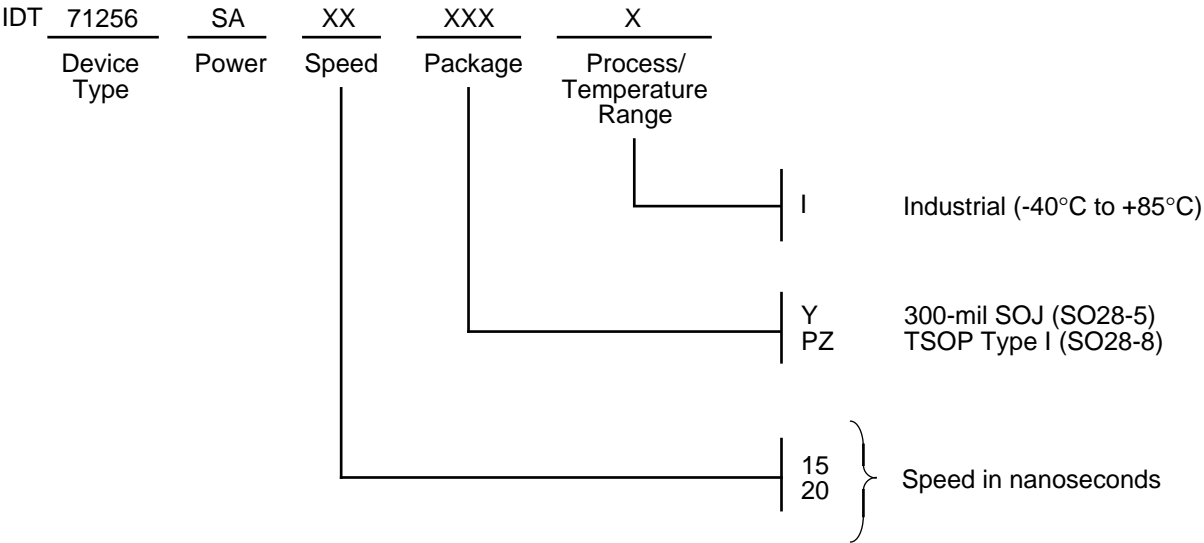 IDT 71256 SA XX XXX X
Device Type Power Speed Package Process/ Temperature Range
I Industrial (-40°C to +85°C)
Y 300-mil SOJ (SO28-5)
PZ TSOP Type I (SO28-8)
15
20
Speed in nanoseconds